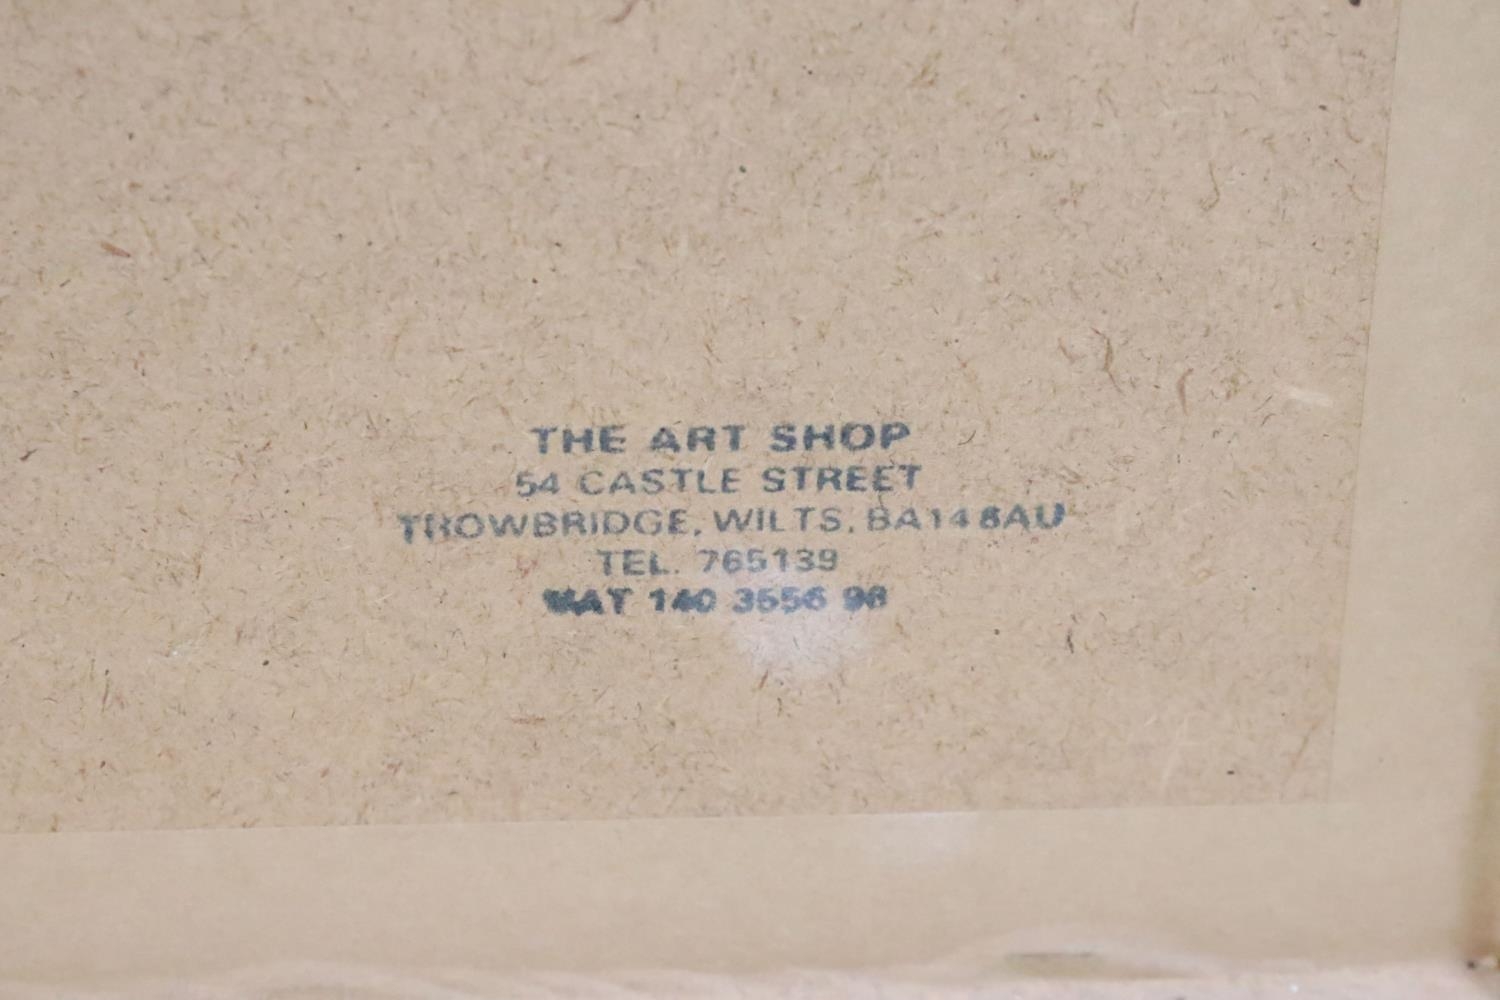 THE ART SHOP
54 CASTLE STREET
TROWBRIDGE, WILTS, BA14 8AU
TEL. 765139
VAT 140 3556 98